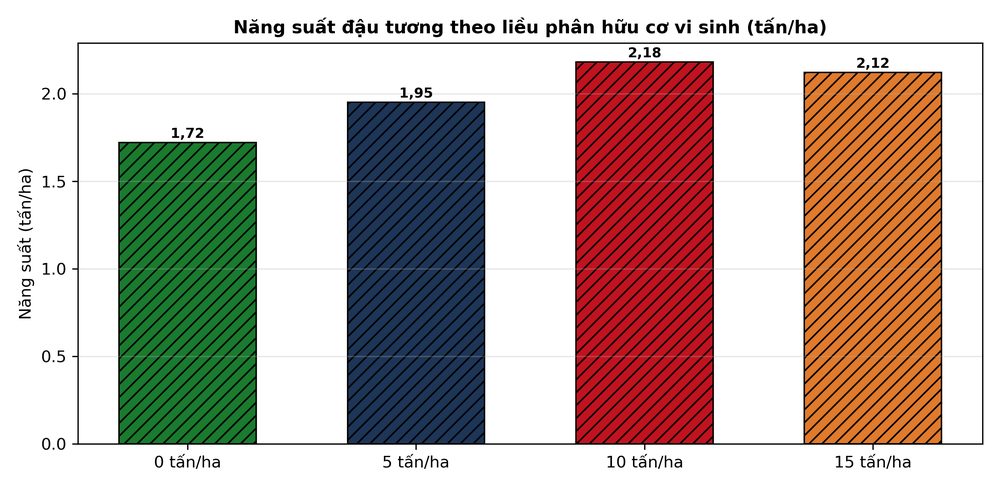 Năng suất đậu tương theo liều phân hữu cơ vi sinh (tấn/ha)
Năng suất (tấn/ha)
2.0
1.5
1.0
0.5
0.0
1,72
1,95
2,18
2,12
0 tấn/ha
5 tấn/ha
10 tấn/ha
15 tấn/ha